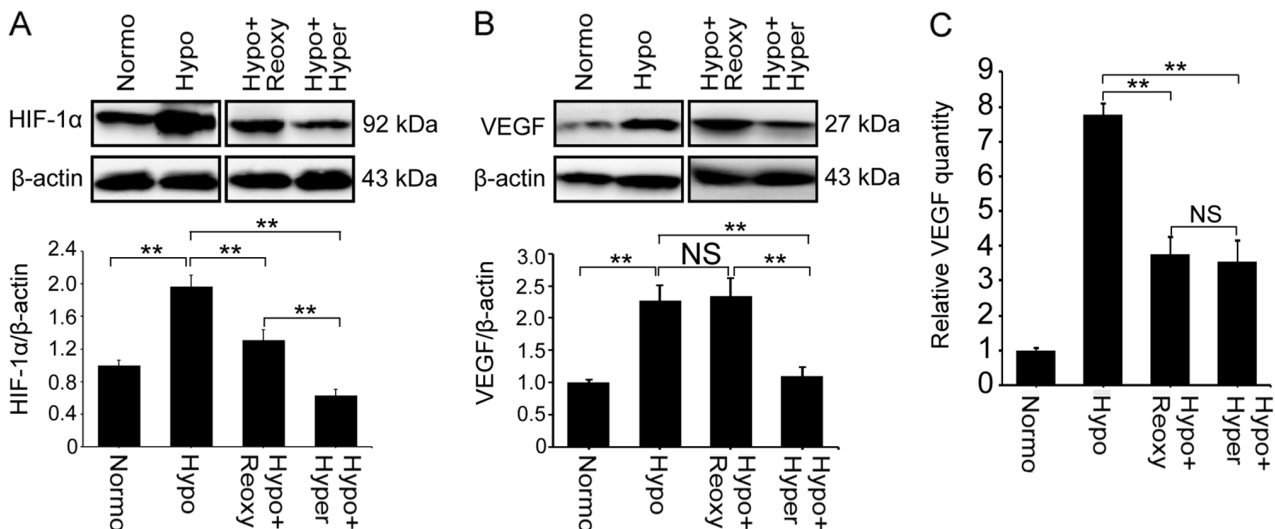 A
Normo
Hypo
Hypo+
Reoxy
Hypo+
Hyper
HIF-1α
92 kDa
β-actin
43 kDa
HIF-1α/β-actin
2.4
2.0
1.6
1.2
0.8
0.4
0
**
**
**
**
Normo
Hypo
Hypo+
Reoxy
Hypo+
Hyper
B
Normo
Hypo
Hypo+
Reoxy
Hypo+
Hyper
VEGF
27 kDa
β-actin
43 kDa
VEGF/β-actin
3.0
2.5
2.0
1.5
1.0
0.5
0
**
**
NS
**
Normo
Hypo
Hypo+
Reoxy
Hypo+
Hyper
C
Relative VEGF quantity
9
8
7
6
5
4
3
2
1
0
**
**
NS
Normo
Hypo
Hypo+
Reoxy
Hypo+
Hyper